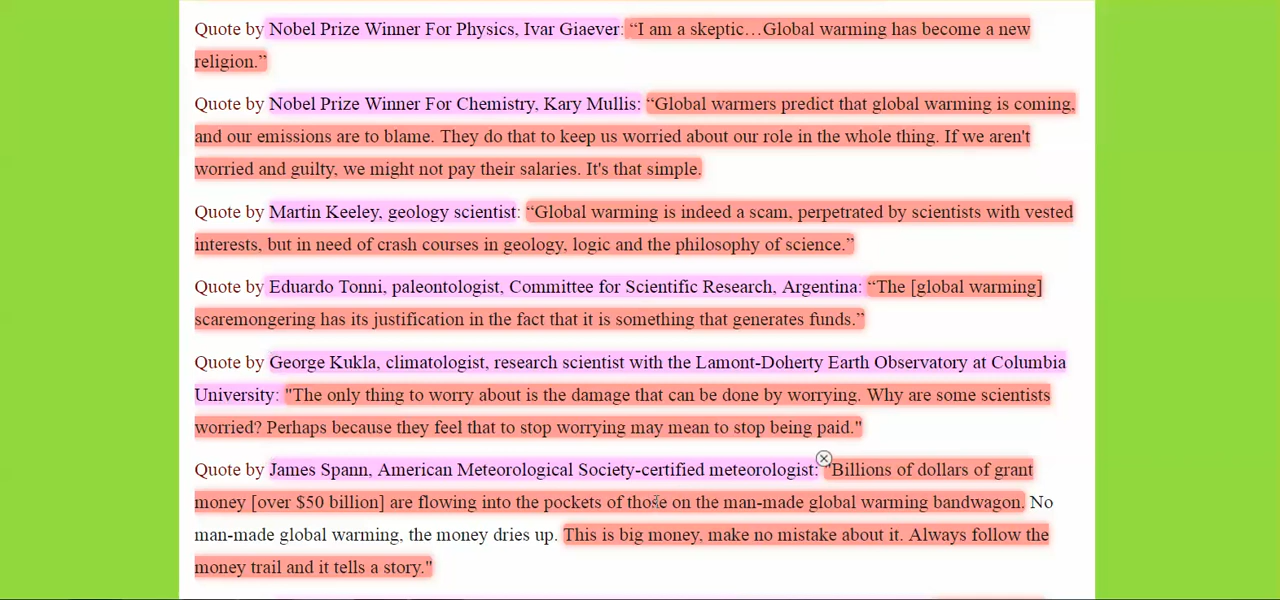 Quote by Nobel Prize Winner For Physics, Ivar Giaever: “I am a skeptic…Global warming has become a new
religion.”
Quote by Nobel Prize Winner For Chemistry, Kary Mullis: “Global warmers predict that global warming is coming,
and our emissions are to blame. They do that to keep us worried about our role in the whole thing. If we aren't
worried and guilty, we might not pay their salaries. It's that simple.
Quote by Martin Keeley, geology scientist: “Global warming is indeed a scam, perpetrated by scientists with vested
interests, but in need of crash courses in geology, logic and the philosophy of science.”
Quote by Eduardo Tonni, paleontologist, Committee for Scientific Research, Argentina: “The [global warming]
scaremongering has its justification in the fact that it is something that generates funds.”
Quote by George Kukla, climatologist, research scientist with the Lamont-Doherty Earth Observatory at Columbia
University: "The only thing to worry about is the damage that can be done by worrying. Why are some scientists
worried? Perhaps because they feel that to stop worrying may mean to stop being paid."
Quote by James Spann, American Meteorological Society-certified meteorologist: "Billions of dollars of grant
money [over $50 billion] are flowing into the pockets of those on the man-made global warming bandwagon. No
man-made global warming, the money dries up. This is big money, make no mistake about it. Always follow the
money trail and it tells a story."